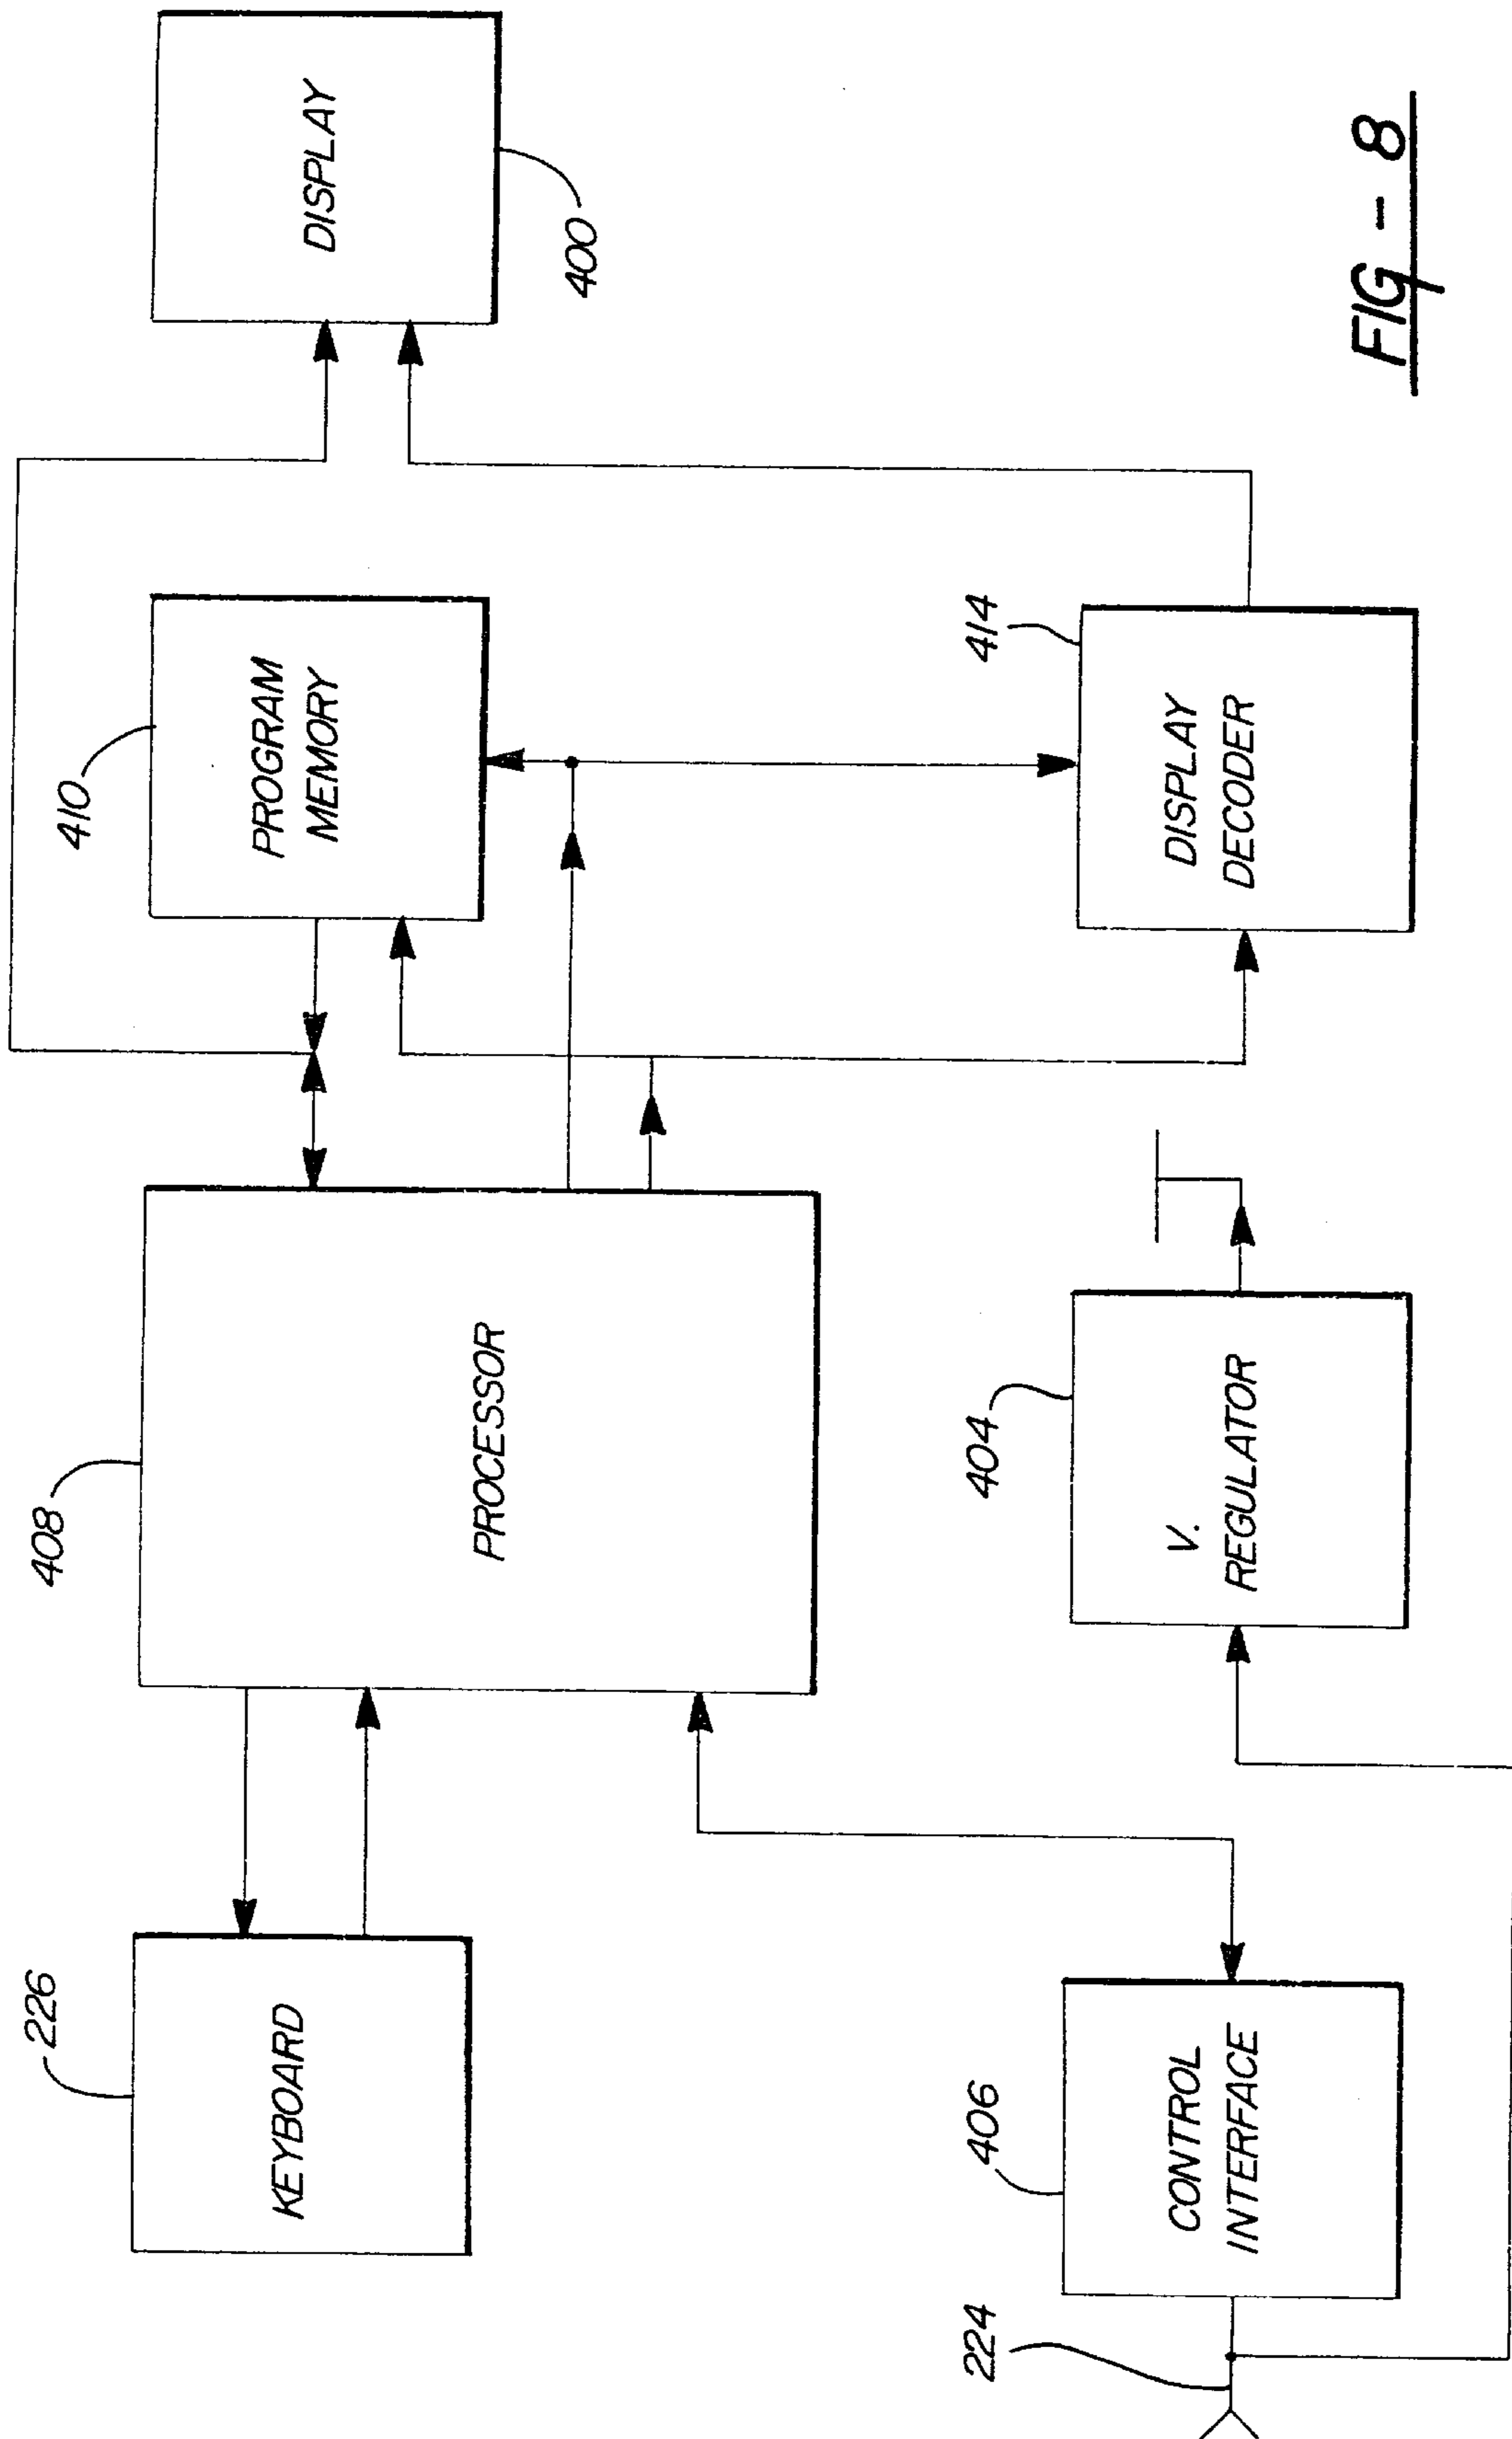 226
KEYBOARD
408
PROCESSOR
410
PROGRAM
MEMORY
DISPLAY
400
224
406
CONTROL
INTERFACE
404
V.
REGULATOR
414
DISPLAY
DECODER
FIG - 8